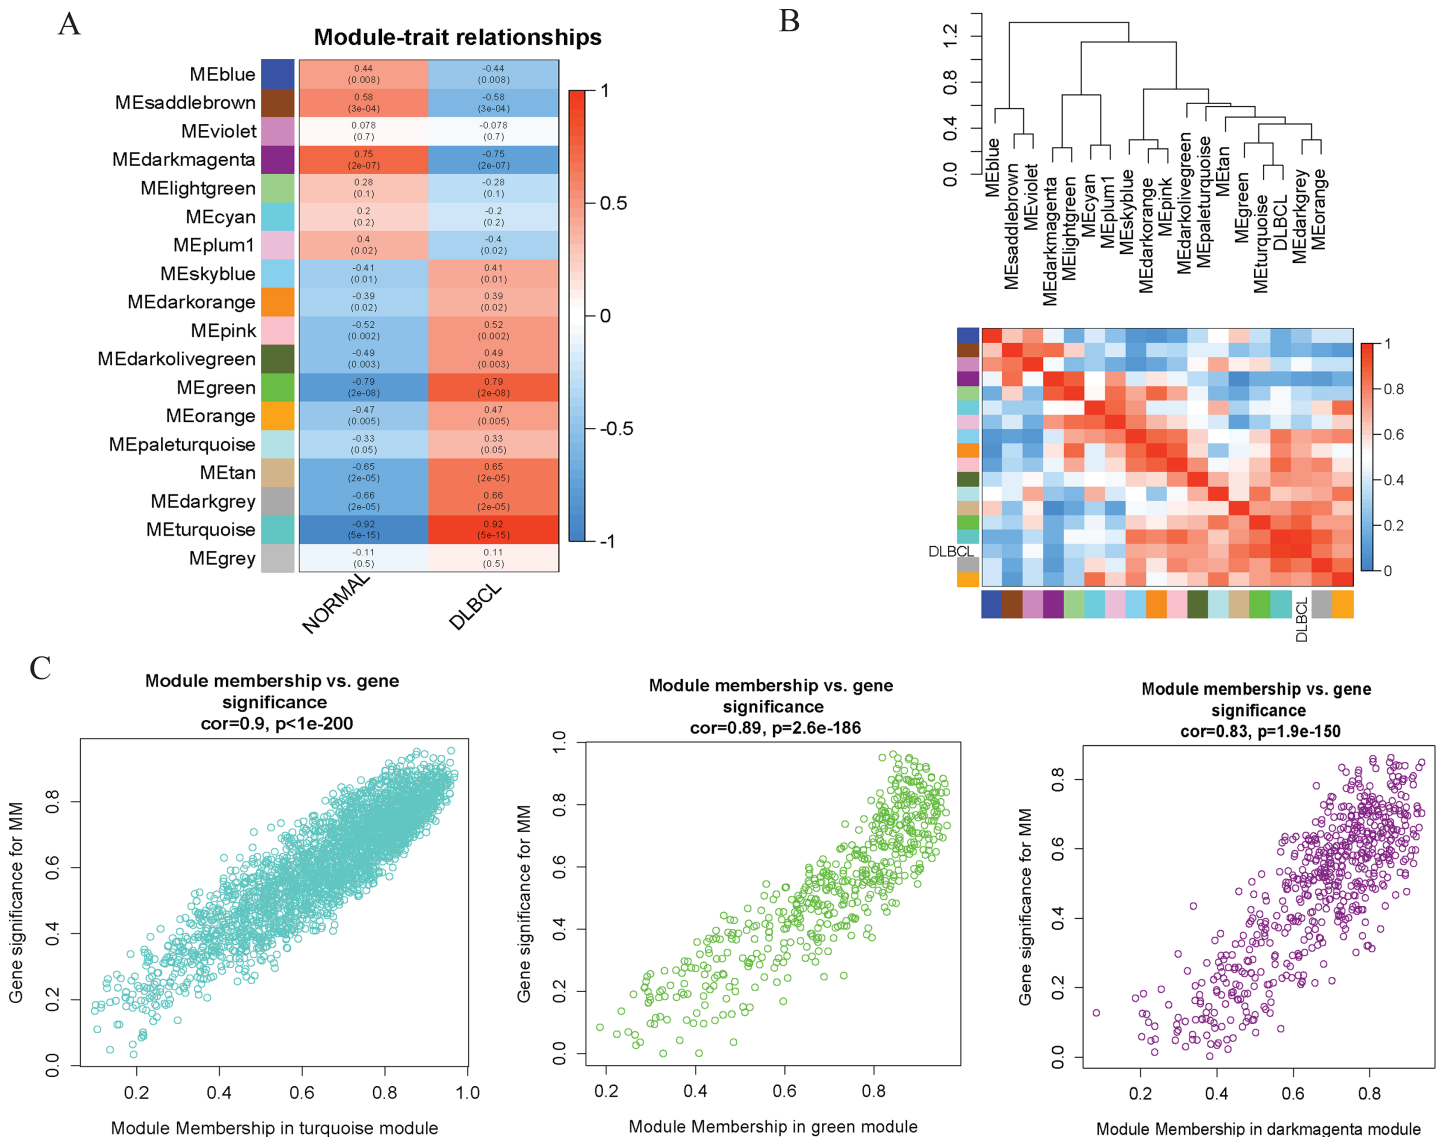 A
Module-trait relationships
MEblue
0.44
(0.008)
-0.44
(0.008)
MEsaddlebrown
0.58
(3e-04)
-0.58
(3e-04)
MEviolet
0.078
(0.7)
-0.078
(0.7)
MEdarkmagenta
0.75
(2e-07)
-0.75
(2e-07)
MElightgreen
0.28
(0.1)
-0.28
(0.1)
MEcyan
0.2
(0.2)
-0.2
(0.2)
MEplum1
0.4
(0.02)
-0.4
(0.02)
MEskyblue
-0.41
(0.01)
0.41
(0.01)
MEdarkorange
-0.39
(0.02)
0.39
(0.02)
MEpink
-0.52
(0.002)
0.52
(0.002)
MEdarkolivegreen
-0.49
(0.003)
0.49
(0.003)
MEgreen
-0.79
(2e-08)
0.79
(2e-08)
MEorange
-0.47
(0.005)
0.47
(0.005)
MEpaleturquoise
-0.33
(0.05)
0.33
(0.05)
MEtan
-0.65
(2e-05)
0.65
(2e-05)
MEdarkgrey
-0.66
(2e-05)
0.66
(2e-05)
MEturquoise
-0.92
(5e-15)
0.92
(5e-15)
MEgrey
-0.11
(0.5)
0.11
(0.5)
NORMAL
DLBCL
1
0.5
0
-0.5
-1
B
1.2
0.8
0.4
0.0
MEblue
MEsaddlebrown
MEviolet
MEdarkmagenta
MElightgreen
MEcyan
MEplum1
MEskyblue
MEdarkorange
MEpink
MEdarkolivegreen
MEpaleturquoise
MEtan
MEgreen
MEturquoise
DLBCL
MEdarkgrey
MEorange
DLBCL
DLBCL
1
0.8
0.6
0.4
0.2
0
C
Module membership vs. gene
significance
cor=0.9, p<1e-200
Gene significance for MM
0.0
0.2
0.4
0.6
0.8
0.2
0.4
0.6
0.8
1.0
Module Membership in turquoise module
Module membership vs. gene
significance
cor=0.89, p=2.6e-186
Gene significance for MM
0.0
0.2
0.4
0.6
0.8
1.0
0.2
0.4
0.6
0.8
Module Membership in green module
Module membership vs. gene
significance
cor=0.83, p=1.9e-150
Gene significance for MM
0.0
0.2
0.4
0.6
0.8
0.2
0.4
0.6
0.8
Module Membership in darkmagenta module